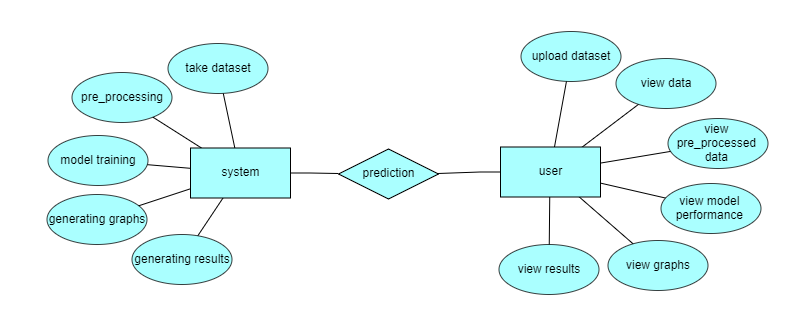 take dataset
pre_processing
model training
generating graphs
generating results
system
prediction
user
upload dataset
view data
view
pre_processed
data
view model
performance
view graphs
view results